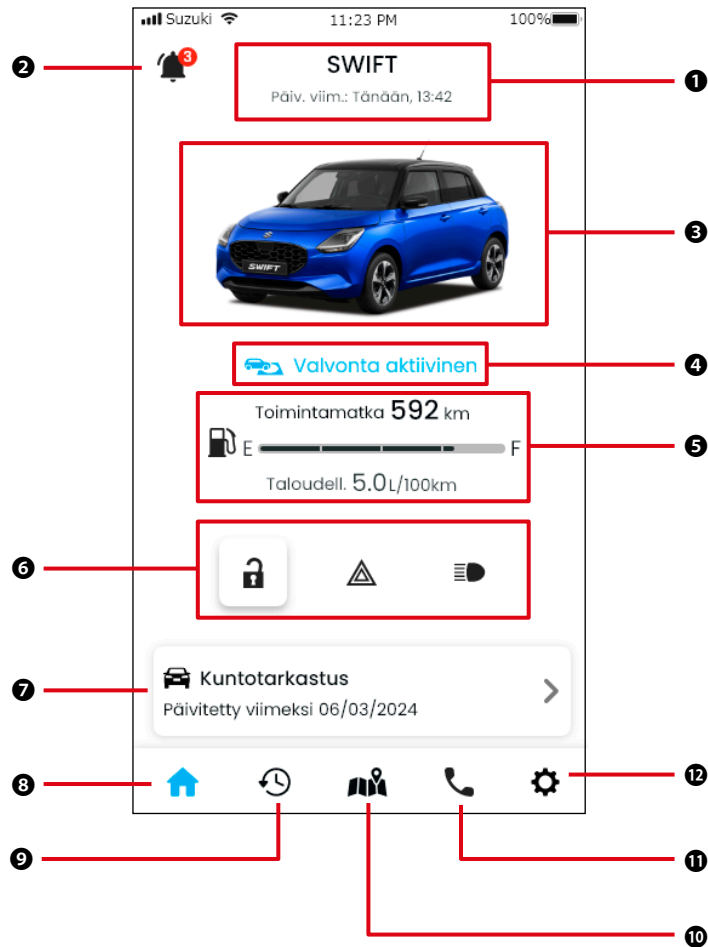 Suzuki 11:23 PM 100%
3
SWIFT
Päiv. viim.: Tänään, 13:42
SWIFT
Valvonta aktiivinen
Toimintamatka 592 km
E F
Taloudell. 5.0L/100km
Kuntotarkastus
Päivitetty viimeksi 06/03/2024
1
2
3
4
5
6
7
8
9
10
11
12